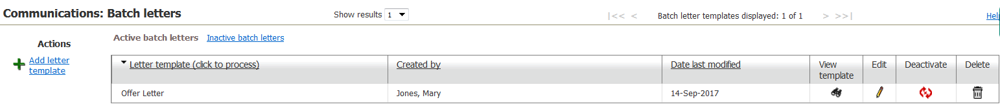 Communications: Batch letters
Show results 1
|<< < Batch letter templates displayed: 1 of 1 > >>|
Help
Actions
Add letter
template
Active batch letters Inactive batch letters
Letter template (click to process) Created by Date last modified View template Edit Deactivate Delete
Offer Letter Jones, Mary 14-Sep-2017